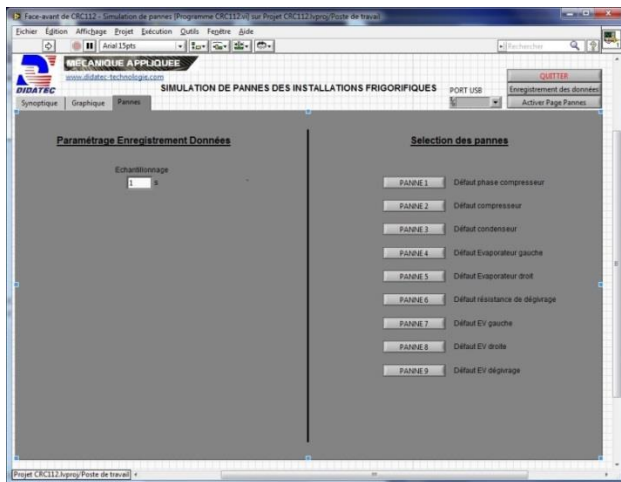 Face-avant de CRC112 - Simulation de pannes [Programme CRC112.vi] sur Projet CRC112.lvproj/Poste de travail
Fichier Edition Affichage Projet Exécution Outils Fenêtre Aide
Arial 15pts
Rechercher
MECANIQUE APPLIQUEE
www.didatec-technologie.com
DIDATEC
SIMULATION DE PANNES DES INSTALLATIONS FRIGORIFIQUES
PORT USB
QUITTER
Enregistrement des données
Activer Page Pannes
Synoptique Graphique Pannes
Paramétrage Enregistrement Données
Echantillonnage
1 s
Selection des pannes
PANNE 1 Défaut phase compresseur
PANNE 2 Défaut compresseur
PANNE 3 Défaut condenseur
PANNE 4 Défaut Evaporateur gauche
PANNE 5 Défaut Evaporateur droit
PANNE 6 Défaut résistance de dégivrage
PANNE 7 Défaut EV gauche
PANNE 8 Défaut EV droite
PANNE 9 Défaut EV dégivrage
Projet CRC112.lvproj/Poste de travail